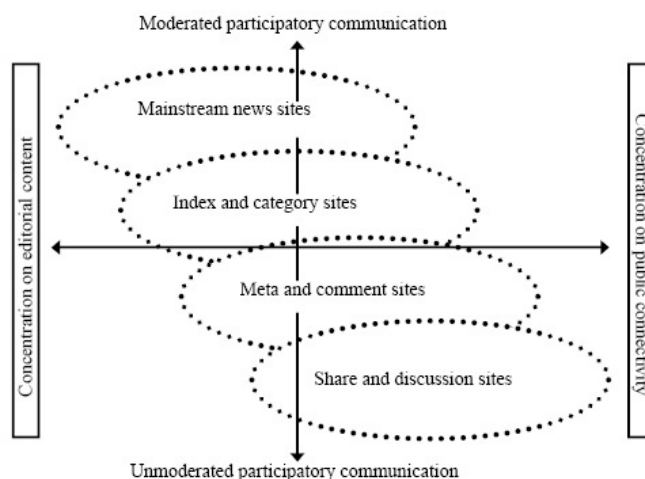 Moderated participatory communication
Concentration on editorial content
Mainstream news sites
Index and category sites
Meta and comment sites
Share and discussion sites
Concentration on public connectivity
Unmoderated participatory communication